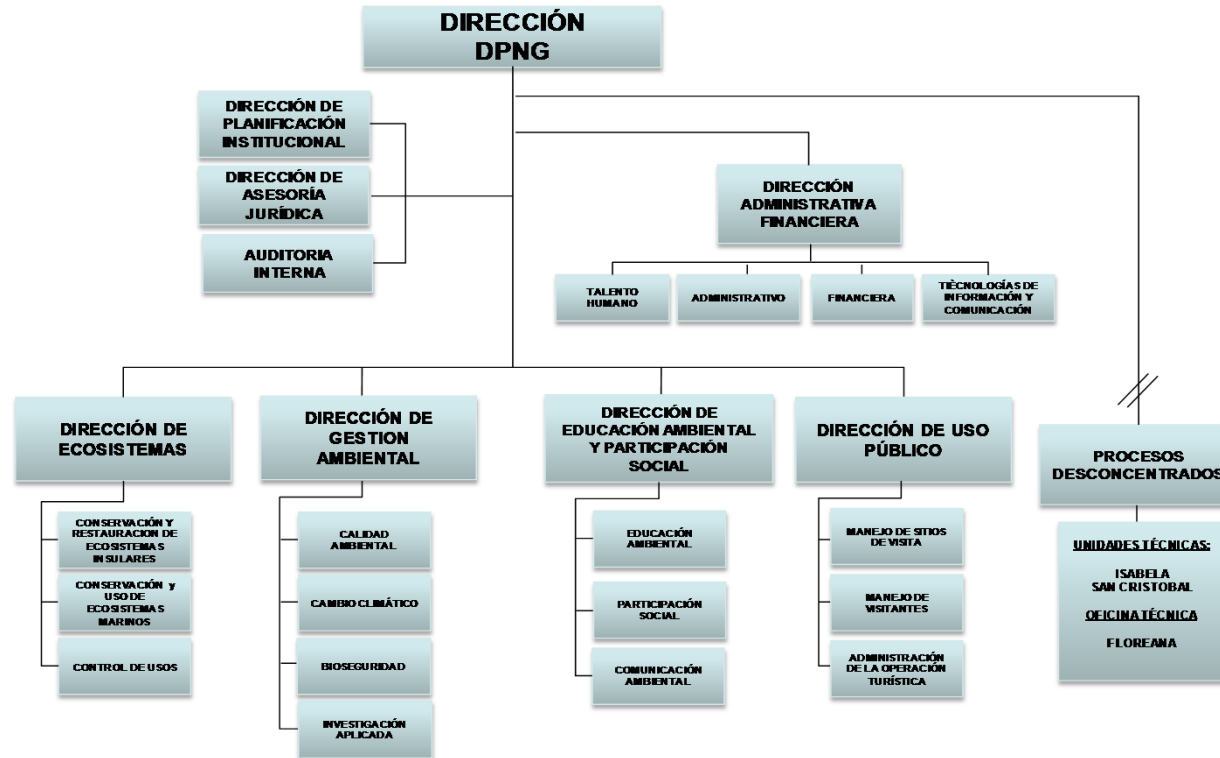 DIRECCIÓN
DPNG
DIRECCIÓN DE
PLANIFICACIÓN
INSTITUCIONAL
DIRECCIÓN DE
ASESORÍA
JURÍDICA
AUDITORIA
INTERNA
DIRECCIÓN
ADMINISTRATIVA
FINANCIERA
TALENTO
HUMANO
ADMINISTRATIVO
FINANCIERA
TIÈCNOLOGÍAS DE
INFORMACIÓN Y
COMUNICACIÓN
DIRECCIÓN DE
ECOSISTEMAS
CONSERVACIÓN Y
RESTAURACION DE
ECOSISTEMAS
INSULARES
CONSERVACIÓN y
USO DE
ECOSISTEMAS
MARINOS
CONTROL DE USOS
DIRECCIÓN DE
GESTION
AMBIENTAL
CALIDAD
AMBIENTAL
CAMBIO CLIMÁTICO
BIOSEGURIDAD
INVESTIGACIÓN
APLICADA
DIRECCIÓN DE
EDUCACIÓN AMBIENTAL
Y PARTICIPACIÓN
SOCIAL
EDUCACIÓN
AMBIENTAL
PARTICIPACIÓN
SOCIAL
COMUNICACIÓN
AMBIENTAL
DIRECCIÓN DE USO
PÚBLICO
MANEJO DE SITIOS
DE VISITA
MANEJO DE
VISITANTES
ADMINISTRACIÓN
DE LA OPERACIÓN
TURÍSTICA
PROCESOS
DESCONCENTRADOS
UNIDADES TÉCNICAS:
ISABELA
SAN CRISTOBAL
OFICINA TÉCNICA
FLOREANA